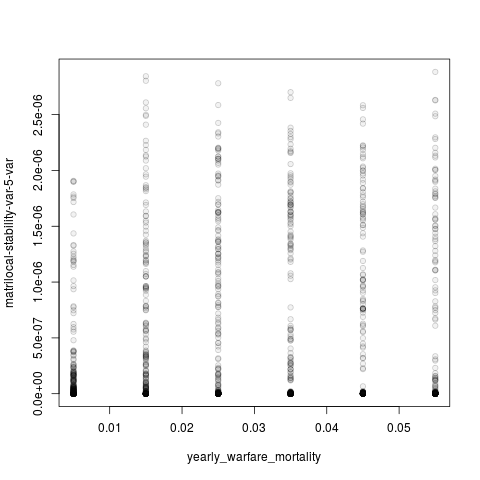 matrilocal-stability-var-5-var
2.5e-06
2.0e-06
1.5e-06
1.0e-06
5.0e-07
0.0e+00
0.01 0.02 0.03 0.04 0.05
yearly_warfare_mortality